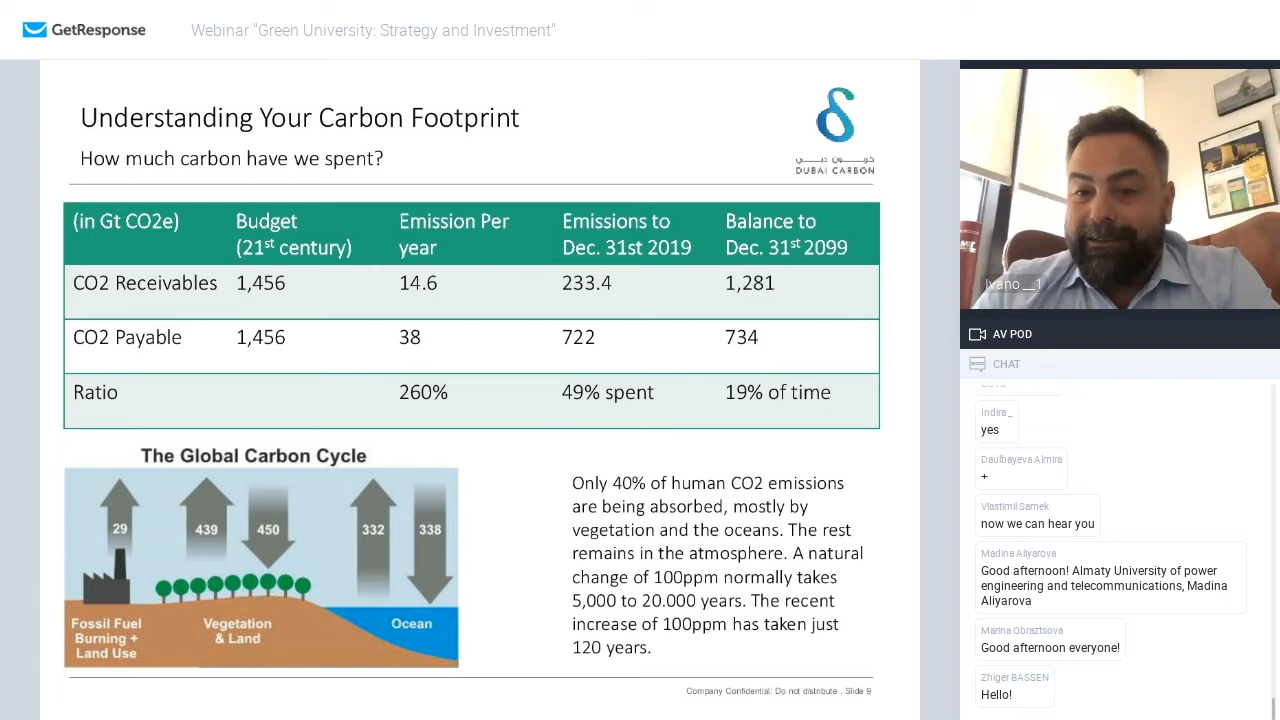 GetResponse
Webinar "Green University: Strategy and Investment"
Understanding Your Carbon Footprint
How much carbon have we spent?
كربـــون دبـــي
DUBAI CARBON
(in Gt CO2e) Budget (21st century) Emission Per year Emissions to Dec. 31st 2019 Balance to Dec. 31st 2099
CO2 Receivables 1,456 14.6 233.4 1,281
CO2 Payable 1,456 38 722 734
Ratio 260% 49% spent 19% of time
The Global Carbon Cycle
29 439 450 332 338
Fossil Fuel
Burning +
Land Use
Vegetation
& Land
Ocean
Only 40% of human CO2 emissions
are being absorbed, mostly by
vegetation and the oceans. The rest
remains in the atmosphere. A natural
change of 100ppm normally takes
5,000 to 20.000 years. The recent
increase of 100ppm has taken just
120 years.
Company Confidential: Do not distribute . Slide 9
Ivano __1
AV POD
CHAT
Indira _
yes
Daulbayeva Almira
+
Vlastimil Samek
now we can hear you
Madina Aliyarova
Good afternoon! Almaty University of power
engineering and telecommunications, Madina
Aliyarova
Marina Obraztsova
Good afternoon everyone!
Zhiger BASSEN
Hello!